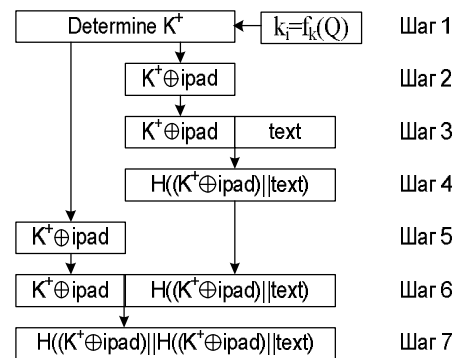 Determine K⁺ kᵢ=fₖ(Q) Шаг 1
K⁺⊕ipad Шаг 2
K⁺⊕ipad text Шаг 3
H((K⁺⊕ipad)||text) Шаг 4
K⁺⊕ipad Шаг 5
K⁺⊕ipad H((K⁺⊕ipad)||text) Шаг 6
H((K⁺⊕ipad)||H((K⁺⊕ipad)||text) Шаг 7